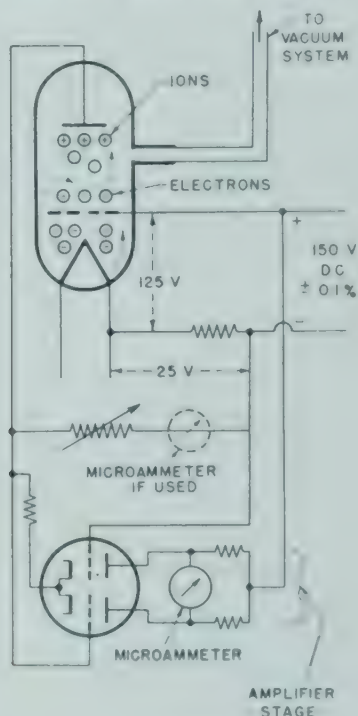 TO
VACUUM
SYSTEM
IONS
ELECTRONS
+
125 V
150 V
DC
± 0.1%
−
25 V
MICROAMMETER
IF USED
MICROAMMETER
AMPLIFIER
STAGE